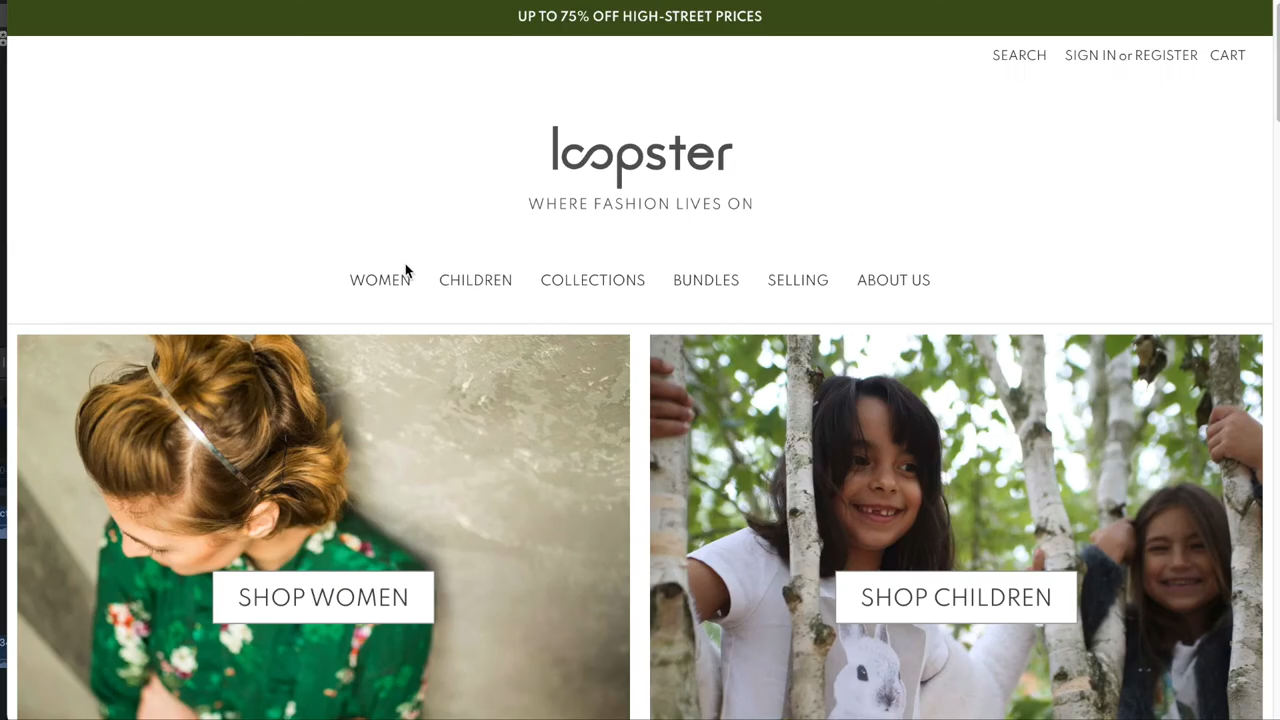 UP TO 75% OFF HIGH-STREET PRICES
SEARCH SIGN IN or REGISTER CART
loopster
WHERE FASHION LIVES ON
WOMEN CHILDREN COLLECTIONS BUNDLES SELLING ABOUT US
SHOP WOMEN
SHOP CHILDREN